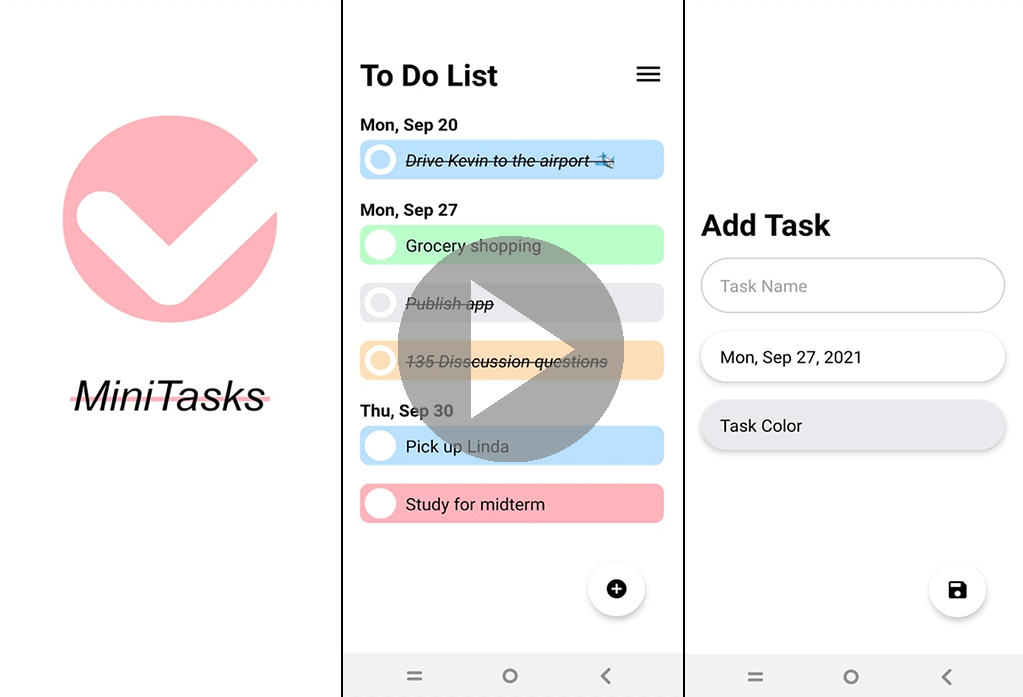 MiniTasks
To Do List
Mon, Sep 20
Drive Kevin to the airport
Mon, Sep 27
Grocery shopping
Publish app
135 Disscussion questions
Thu, Sep 30
Pick up Linda
Study for midterm
Add Task
Task Name
Mon, Sep 27, 2021
Task Color